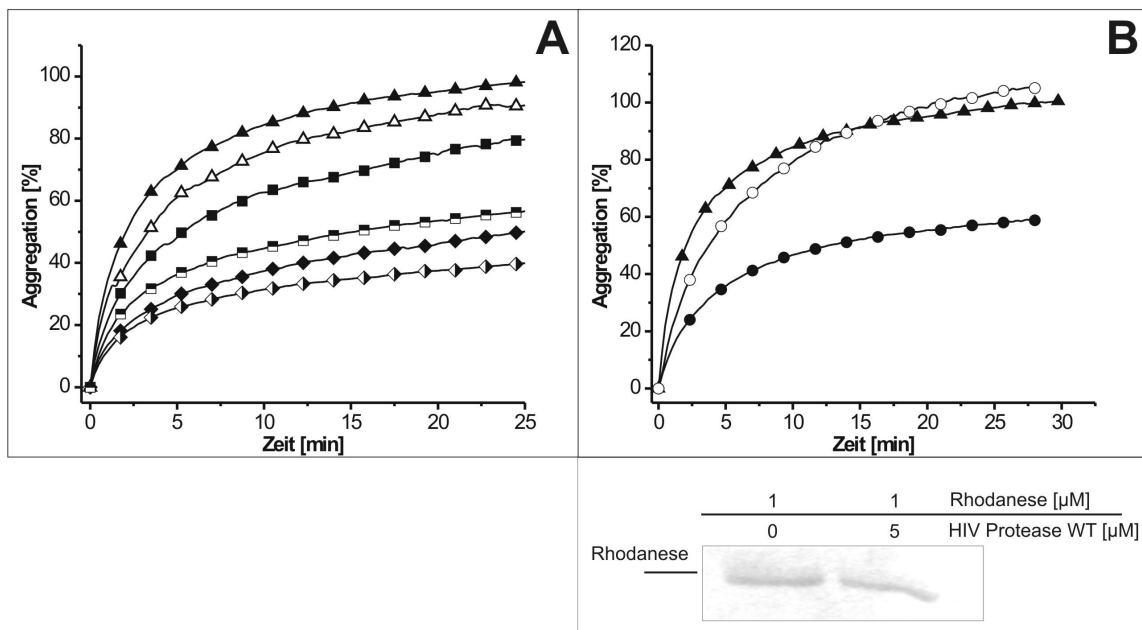 A
100
80
60
40
20
0
Aggregation [%]
0 5 10 15 20 25
Zeit [min]
B
120
100
80
60
40
20
0
Aggregation [%]
0 5 10 15 20 25 30
Zeit [min]
1 1 Rhodanese [µM]
0 5 HIV Protease WT [µM]
Rhodanese